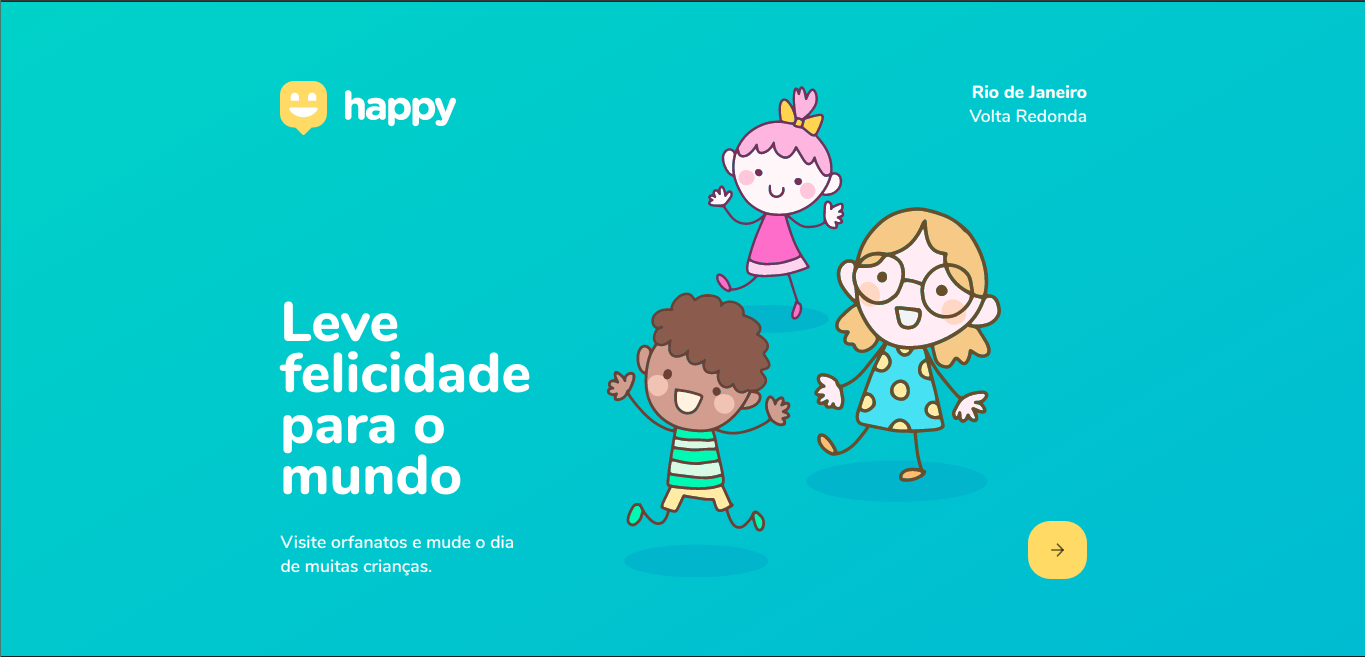 happy
Rio de Janeiro
Volta Redonda
Leve
felicidade
para o
mundo
Visite orfanatos e mude o dia
de muitas crianças.